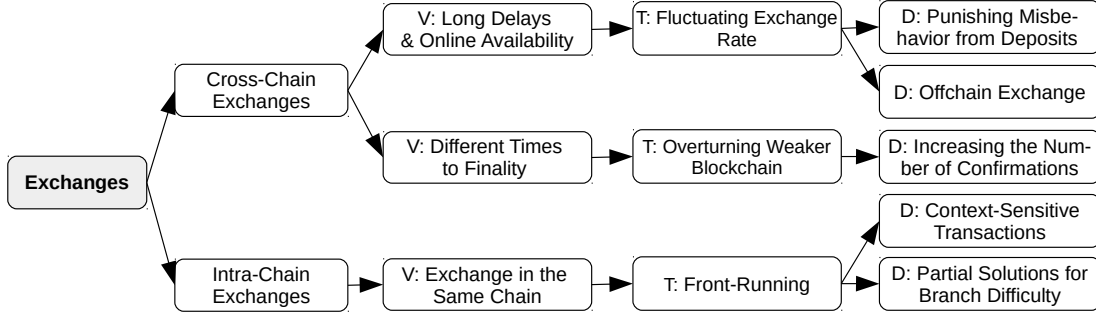 Exchanges
Cross-Chain
Exchanges
V: Long Delays
& Online Availability
T: Fluctuating Exchange
Rate
D: Punishing Misbe-
havior from Deposits
D: Offchain Exchange
V: Different Times
to Finality
T: Overturning Weaker
Blockchain
D: Increasing the Num-
ber of Confirmations
Intra-Chain
Exchanges
V: Exchange in the
Same Chain
T: Front-Running
D: Context-Sensitive
Transactions
D: Partial Solutions for
Branch Difficulty